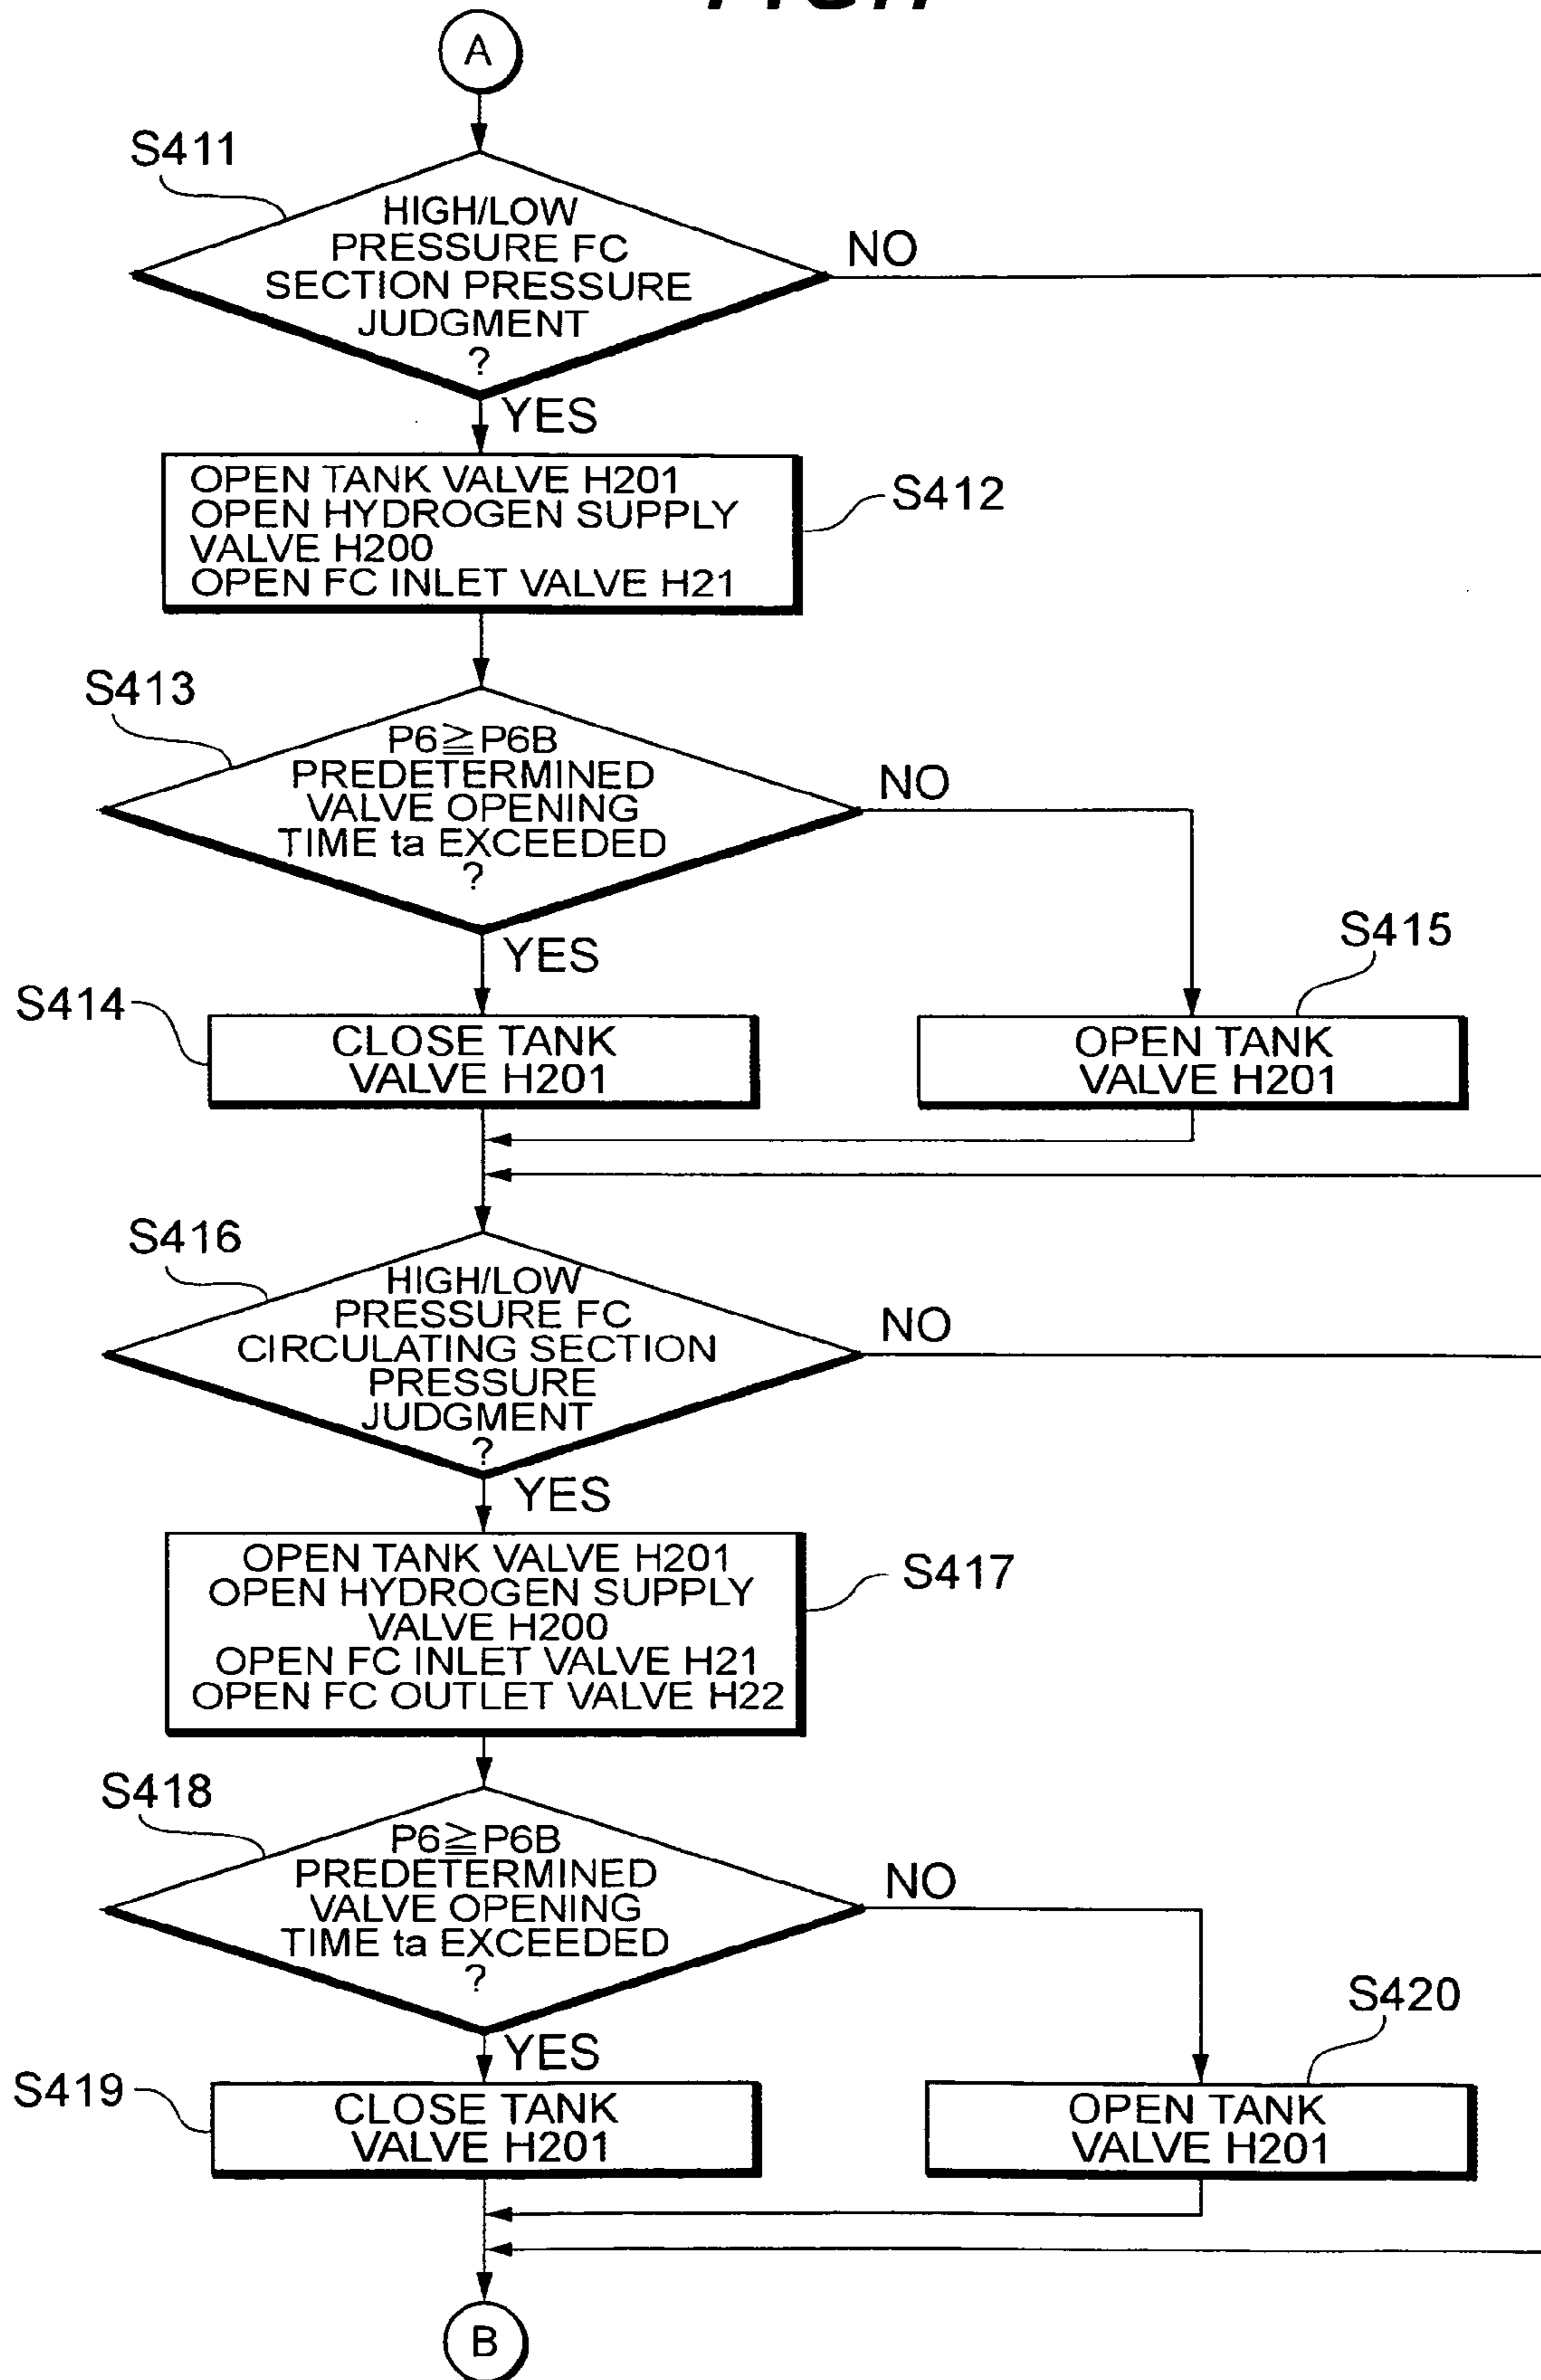 A
S411
HIGH/LOW
PRESSURE FC
SECTION PRESSURE
JUDGMENT
?
NO
YES
OPEN TANK VALVE H201
OPEN HYDROGEN SUPPLY
VALVE H200
OPEN FC INLET VALVE H21
S412
S413
P6≧P6B
PREDETERMINED
VALVE OPENING
TIME ta EXCEEDED
?
NO
YES
S414
CLOSE TANK
VALVE H201
S415
OPEN TANK
VALVE H201
S416
HIGH/LOW
PRESSURE FC
CIRCULATING SECTION
PRESSURE
JUDGMENT
?
NO
YES
OPEN TANK VALVE H201
OPEN HYDROGEN SUPPLY
VALVE H200
OPEN FC INLET VALVE H21
OPEN FC OUTLET VALVE H22
S417
S418
P6≧P6B
PREDETERMINED
VALVE OPENING
TIME ta EXCEEDED
?
NO
YES
S419
CLOSE TANK
VALVE H201
S420
OPEN TANK
VALVE H201
B